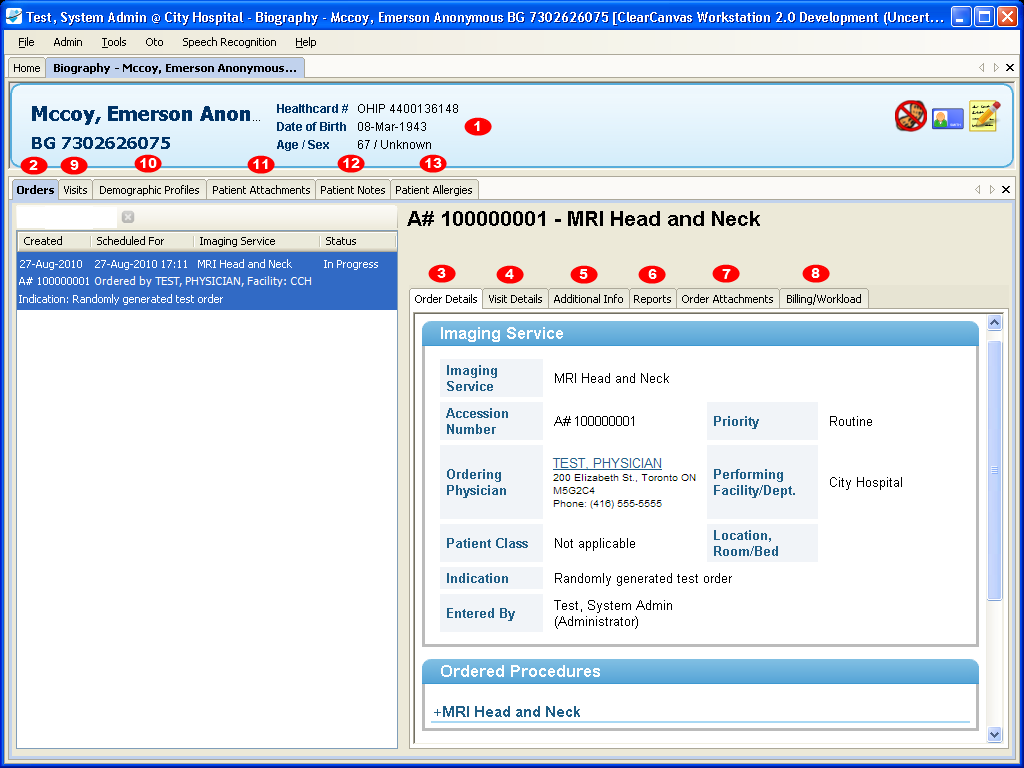 Test, System Admin @ City Hospital - Biography - Mccoy, Emerson Anonymous BG 7302626075 [ClearCanvas Workstation 2.0 Development (Uncert...
File Admin Tools Oto Speech Recognition Help
Home Biography - Mccoy, Emerson Anonymous...
Mccoy, Emerson Anon...
BG 7302626075
Healthcard # OHIP 4400136148
Date of Birth 08-Mar-1943
Age / Sex 67 / Unknown
1
2 9 10 11 12 13
Orders Visits Demographic Profiles Patient Attachments Patient Notes Patient Allergies
Created Scheduled For Imaging Service Status
27-Aug-2010 27-Aug-2010 17:11 MRI Head and Neck In Progress
A# 100000001 Ordered by TEST, PHYSICIAN, Facility: CCH
Indication: Randomly generated test order
A# 100000001 - MRI Head and Neck
3 4 5 6 7 8
Order Details Visit Details Additional Info Reports Order Attachments Billing/Workload
Imaging Service
Imaging
Service
MRI Head and Neck
Accession
Number
A# 100000001
Priority
Routine
Ordering
Physician
TEST, PHYSICIAN
200 Elizabeth St., Toronto ON
M5G2C4
Phone: (416) 555-5555
Performing
Facility/Dept.
City Hospital
Patient Class
Not applicable
Location,
Room/Bed
Indication
Randomly generated test order
Entered By
Test, System Admin
(Administrator)
Ordered Procedures
+MRI Head and Neck